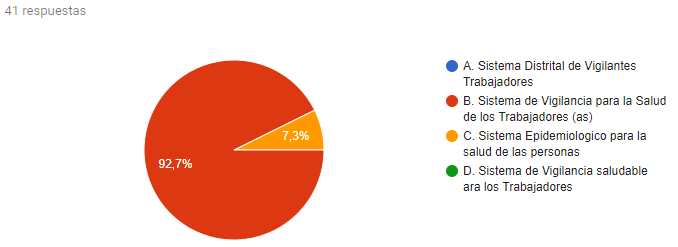 41 respuestas
A. Sistema Distrital de Vigilantes
Trabajadores
B. Sistema de Vigilancia para la Salud
de los Trabajadores (as)
C. Sistema Epidemiologico para la
salud de las personas
D. Sistema de Vigilancia saludable
ara los Trabajadores
7,3%
92,7%